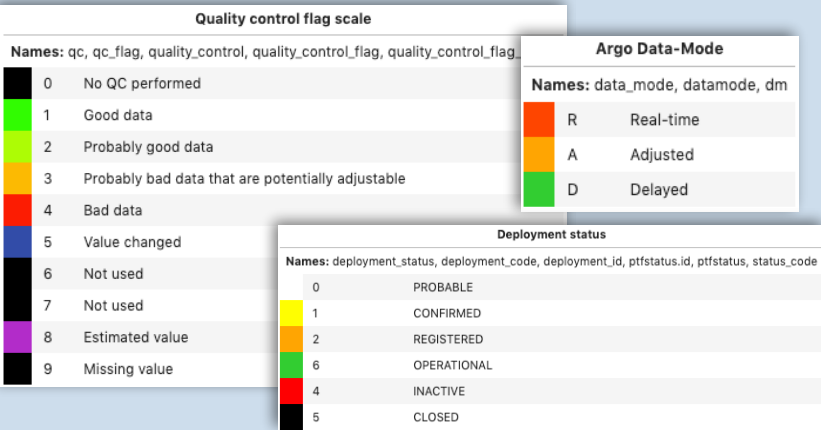 Quality control flag scale
Names: qc, qc_flag, quality_control, quality_control_flag, quality_control_flag_
0 No QC performed
1 Good data
2 Probably good data
3 Probably bad data that are potentially adjustable
4 Bad data
5 Value changed
6 Not used
7 Not used
8 Estimated value
9 Missing value
Argo Data-Mode
Names: data_mode, datamode, dm
R Real-time
A Adjusted
D Delayed
Deployment status
Names: deployment_status, deployment_code, deployment_id, ptfstatus.id, ptfstatus, status_code
0 PROBABLE
1 CONFIRMED
2 REGISTERED
6 OPERATIONAL
4 INACTIVE
5 CLOSED